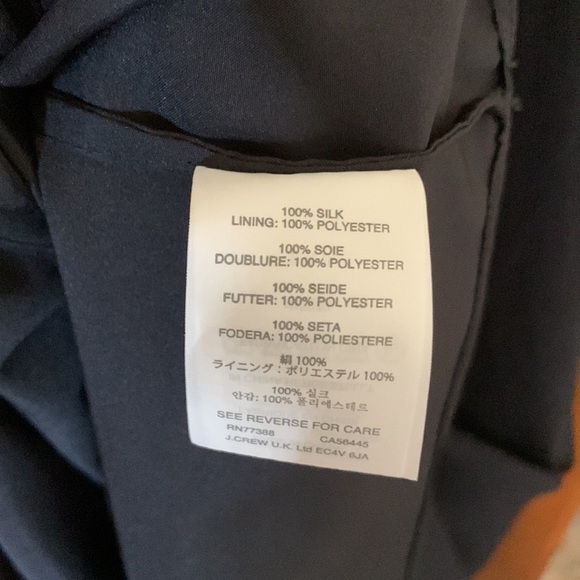 100% SILK
LINING: 100% POLYESTER
100% SOIE
DOUBLURE: 100% POLYESTER
100% SEIDE
FUTTER: 100% POLYESTER
100% SETA
FODERA: 100% POLIESTERE
絹 100%
ライニング : ポリエステル 100%
100% 실크
안감: 100% 폴리에스테드
SEE REVERSE FOR CARE
RN77388 CA56445
J.CREW U.K. Ltd EC4V 6JA